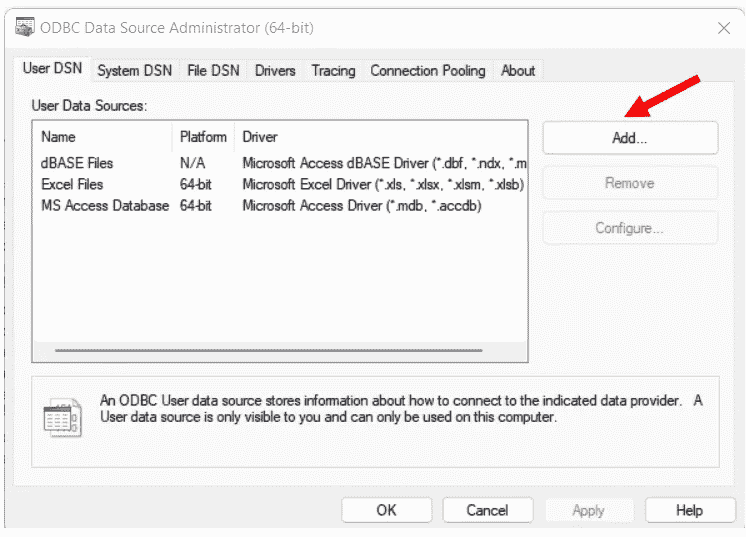 ODBC Data Source Administrator (64-bit)
User DSN System DSN File DSN Drivers Tracing Connection Pooling About
User Data Sources:
Name Platform Driver
dBASE Files N/A Microsoft Access dBASE Driver (*.dbf, *.ndx, *.m
Excel Files 64-bit Microsoft Excel Driver (*.xls, *.xlsx, *.xlsm, *.xlsb)
MS Access Database 64-bit Microsoft Access Driver (*.mdb, *.accdb)
Add...
Remove
Configure...
An ODBC User data source stores information about how to connect to the indicated data provider. A
User data source is only visible to you and can only be used on this computer.
OK Cancel Apply Help